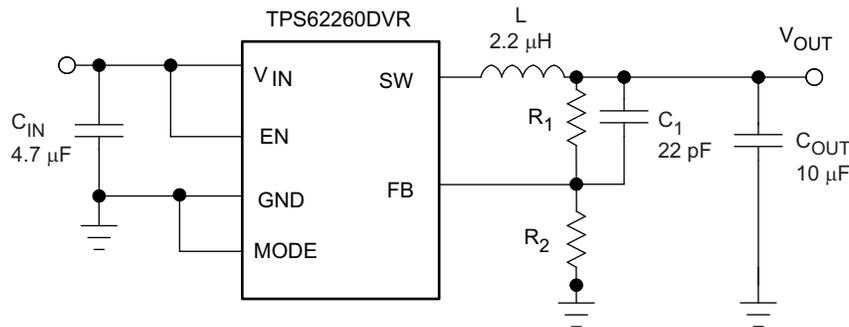 TPS62260DVR
L
2.2 μH
VOUT
VIN
SW
CIN
4.7 μF
R1
C1
22 pF
COUT
10 μF
EN
GND
FB
R2
MODE